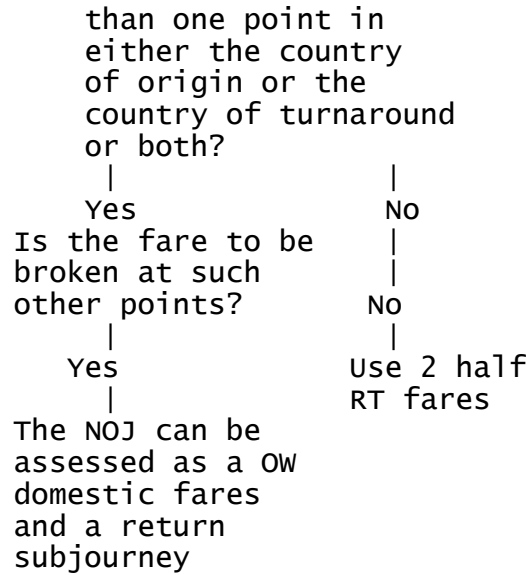 than one point in
either the country
of origin or the
country of turnaround
or both?
| |
Yes No
Is the fare to be |
broken at such |
other points? No
| |
Yes Use 2 half
| RT fares
The NOJ can be
assessed as a OW
domestic fares
and a return
subjourney